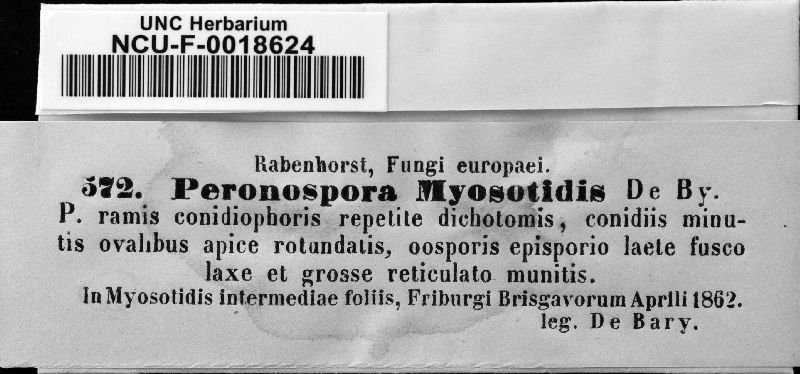 UNC Herbarium
NCU-F-0018624
Rabenhorst, Fungi europaei.
572. Peronospora Myosotidis De By.
P. ramis conidiophoris repetite dichotomis, conidiis minu-
tis ovalibus apice rotundatis, oosporis episporio laete fusco
laxe et grosse reticulato munitis.
In Myosotidis intermediae foliis, Friburgi Brisgavorum Aprili 1862.
leg. De Bary.